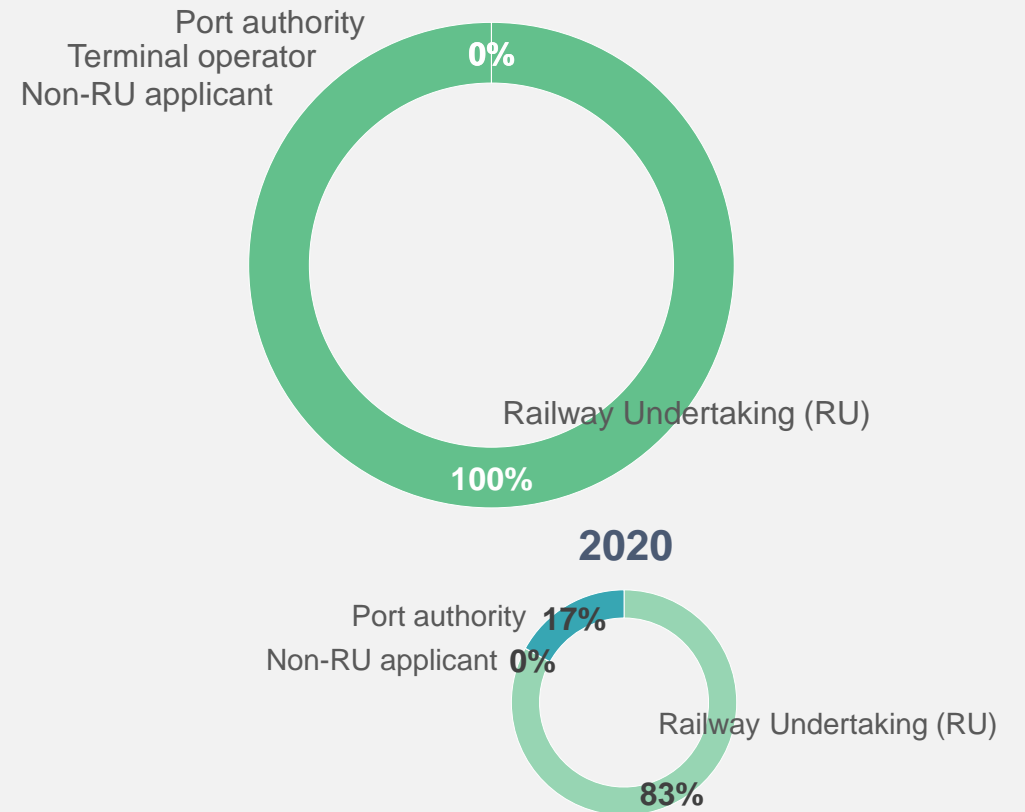 Port authority
Terminal operator
Non-RU applicant
0%
Railway Undertaking (RU)
100%
2020
Port authority 17%
Non-RU applicant 0%
Railway Undertaking (RU)
83%